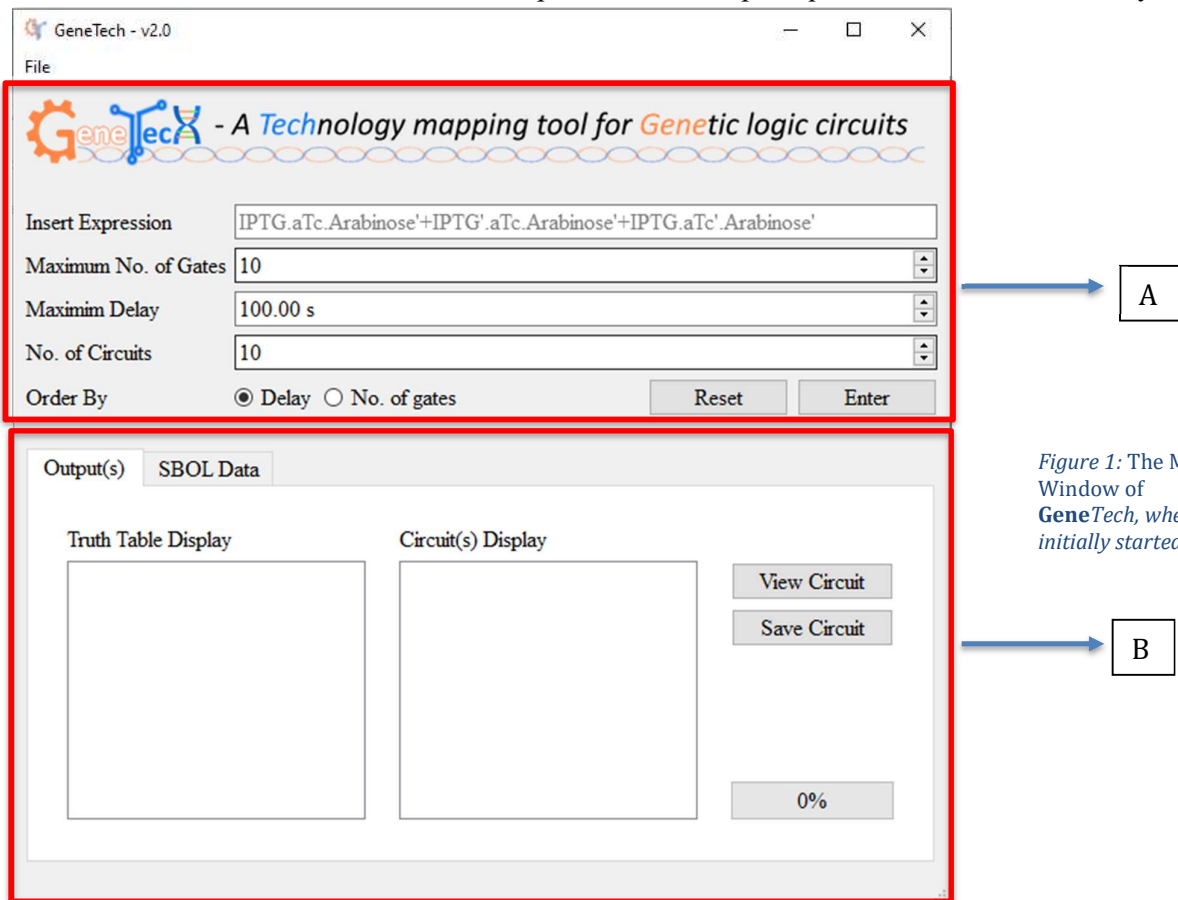 GeneTech - v2.0
File
GeneTech - A Technology mapping tool for Genetic logic circuits
Insert Expression IPTG.aTc.Arabinose'+IPTG'.aTc.Arabinose'+IPTG.aTc'.Arabinose'
Maximum No. of Gates 10
Maximim Delay 100.00 s
No. of Circuits 10
Order By Delay No. of gates Reset Enter
A
Output(s) SBOL Data
Truth Table Display Circuit(s) Display
View Circuit
Save Circuit
0%
Figure 1: The
Window of
GeneTech,
initially
B